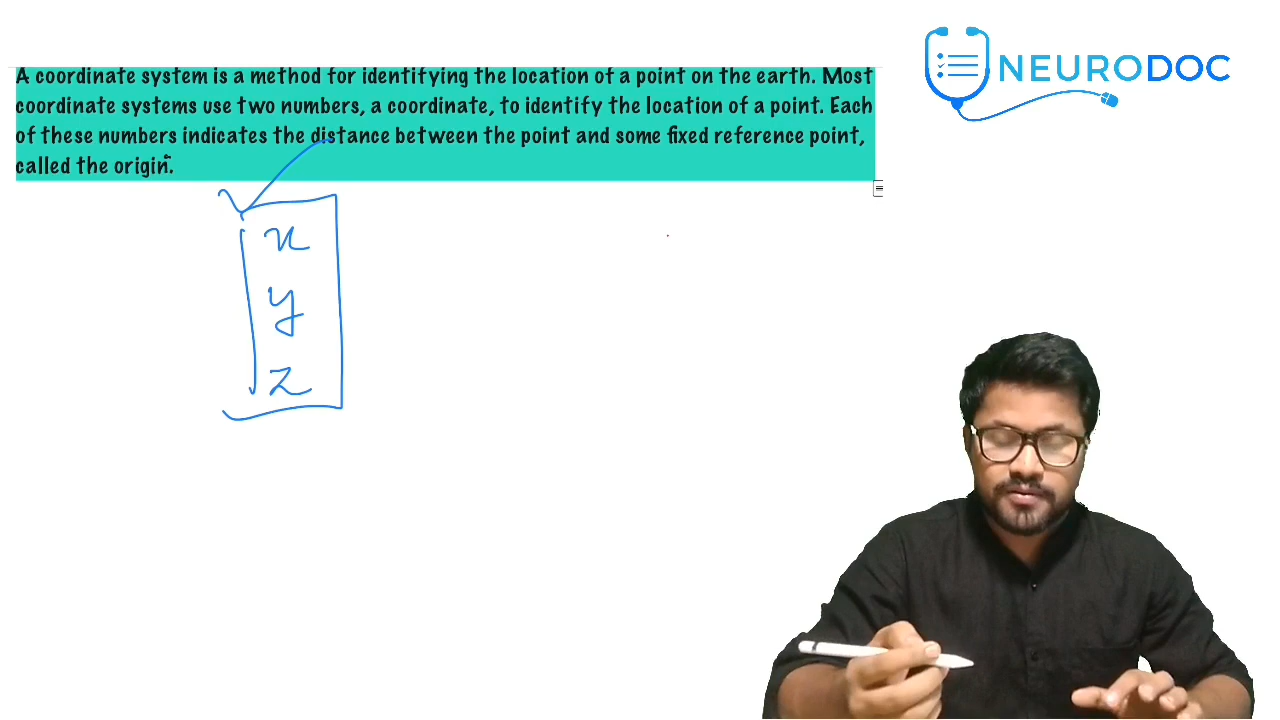 A coordinate system is a method for identifying the location of a point on the earth. Most
coordinate systems use two numbers, a coordinate, to identify the location of a point. Each
of these numbers indicates the distance between the point and some fixed reference point,
called the origin.
NEURODOC
x
y
z